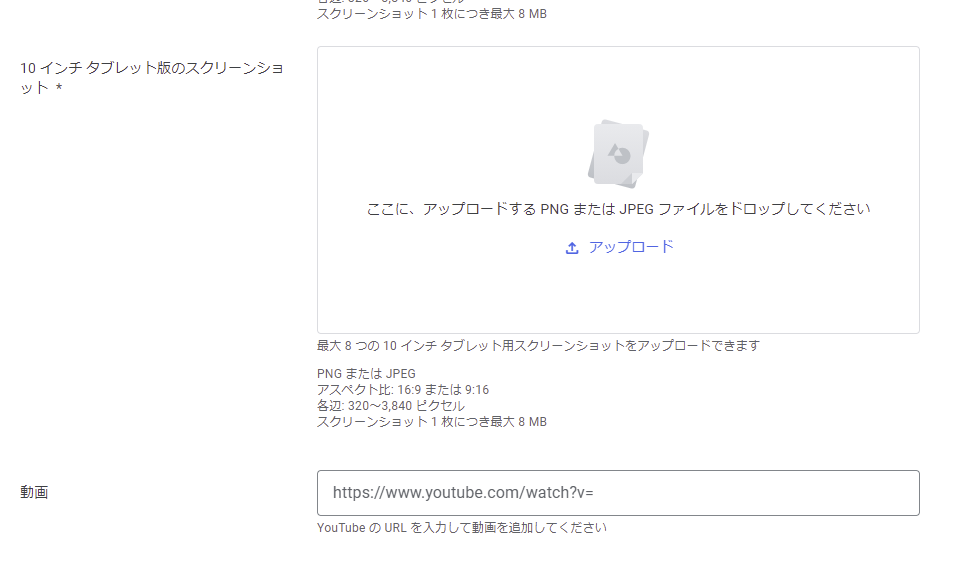 各辺: 320～3,840 ピクセル
スクリーンショット 1 枚につき最大 8 MB
10 インチ タブレット版のスクリーンショ
ット *
ここに、アップロードする PNG または JPEG ファイルをドロップしてください
アップロード
最大 8 つの 10 インチ タブレット用スクリーンショットをアップロードできます
PNG または JPEG
アスペクト比: 16:9 または 9:16
各辺: 320～3,840 ピクセル
スクリーンショット 1 枚につき最大 8 MB
動画
https://www.youtube.com/watch?v=
YouTube の URL を入力して動画を追加してください